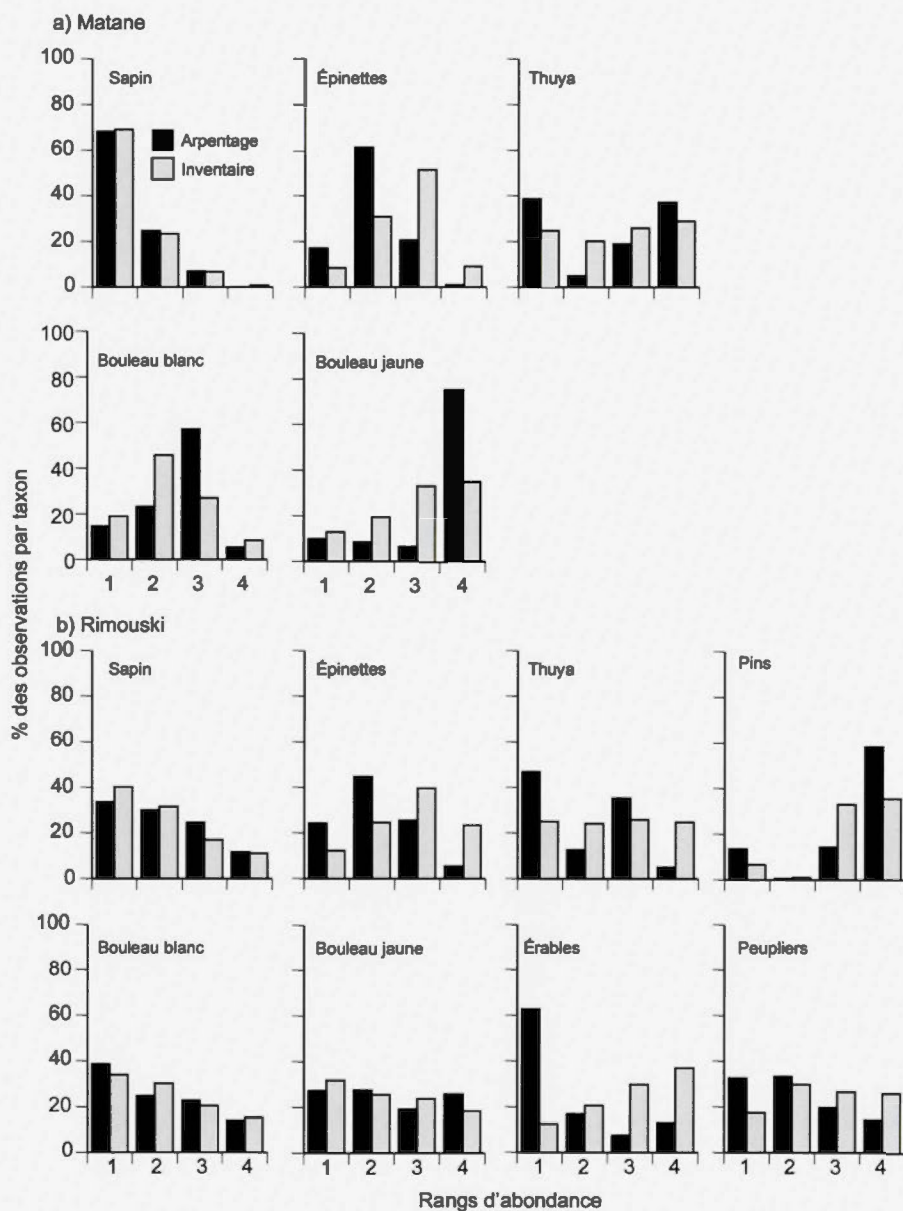 a) Matane
100
80
60
40
20
0
Sapin
Arpentage
Inventaire
Épinettes
Thuya
100
80
60
40
20
0
Bouleau blanc
1 2 3 4
Bouleau jaune
1 2 3 4
% des observations par taxon
b) Rimouski
100
80
60
40
20
0
Sapin
Épinettes
Thuya
Pins
100
80
60
40
20
0
Bouleau blanc
1 2 3 4
Bouleau jaune
1 2 3 4
Érables
1 2 3 4
Peupliers
1 2 3 4
Rangs d'abondance